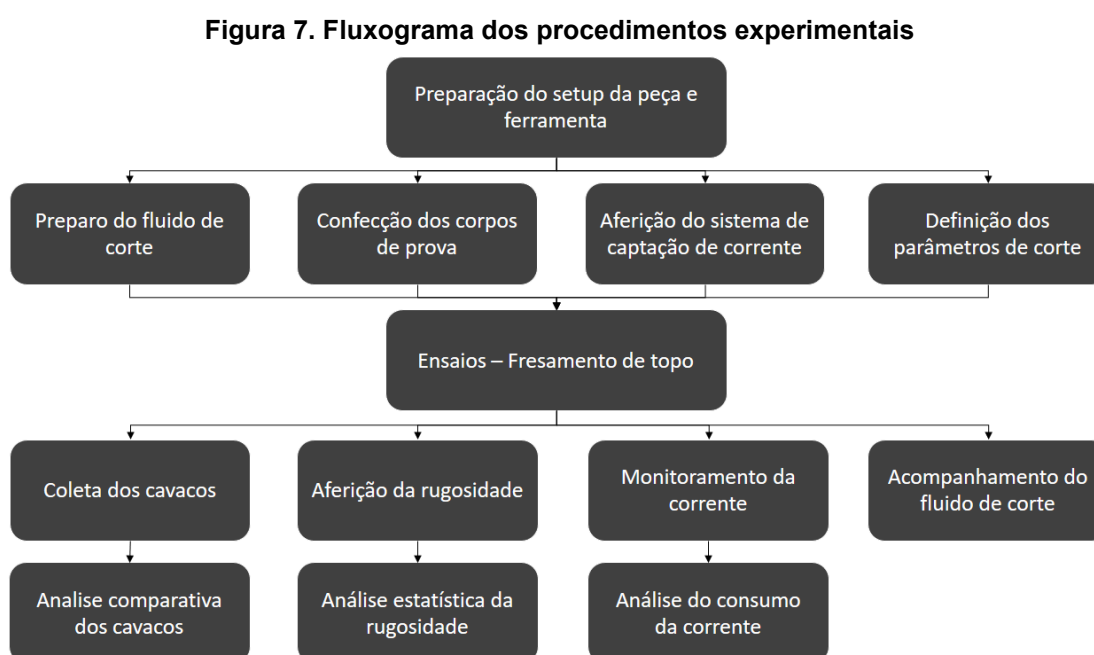 Figura 7. Fluxograma dos procedimentos experimentais
Preparação do setup da peça e
ferramenta
Preparo do fluido de
corte
Confecção dos corpos
de prova
Aferição do sistema de
captação de corrente
Definição dos
parâmetros de corte
Ensaios – Fresamento de topo
Coleta dos cavacos
Aferição da rugosidade
Monitoramento da
corrente
Acompanhamento do
fluido de corte
Analise comparativa
dos cavacos
Análise estatística da
rugosidade
Análise do consumo
da corrente